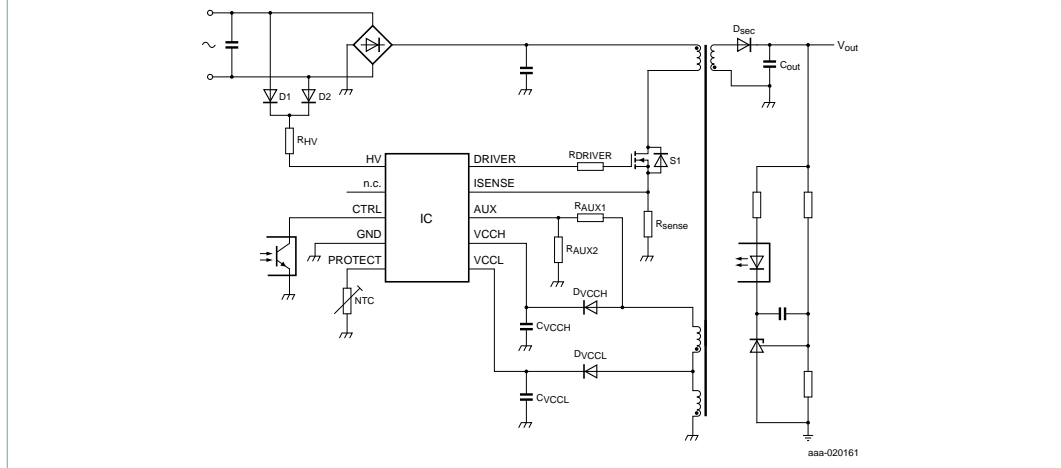 Dsec
Vout
Cout
D1
D2
RHV
RDRIVER
S1
HV
DRIVER
n.c.
ISENSE
CTRL
IC
AUX
RAUX1
Rsense
GND
VCCH
RAUX2
PROTECT
VCCL
NTC
DVCCH
CVCCH
DVCCL
CVCCL
aaa-020161